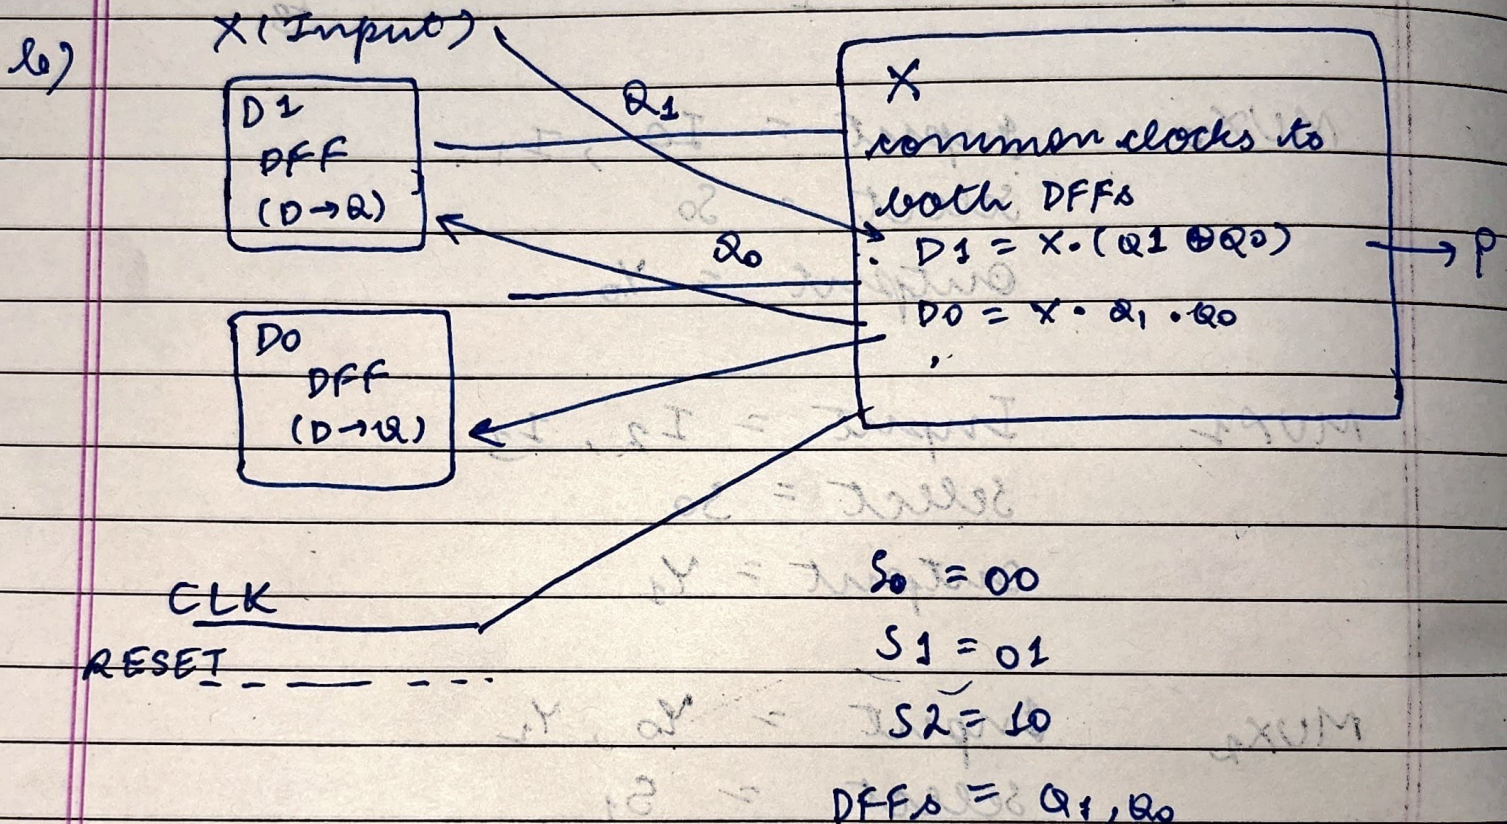 b)
X (Input)
D1
DFF
(D→Q)
Q1
Q0
D0
DFF
(D→Q)
X
common clocks to
both DFFs
D1 = X·(Q1 ⊕ Q0)
D0 = X · Q1 · Q0
P
CLK
RESET
S0 = 00
S1 = 01
S2 = 10
DFFs = Q1, Q0